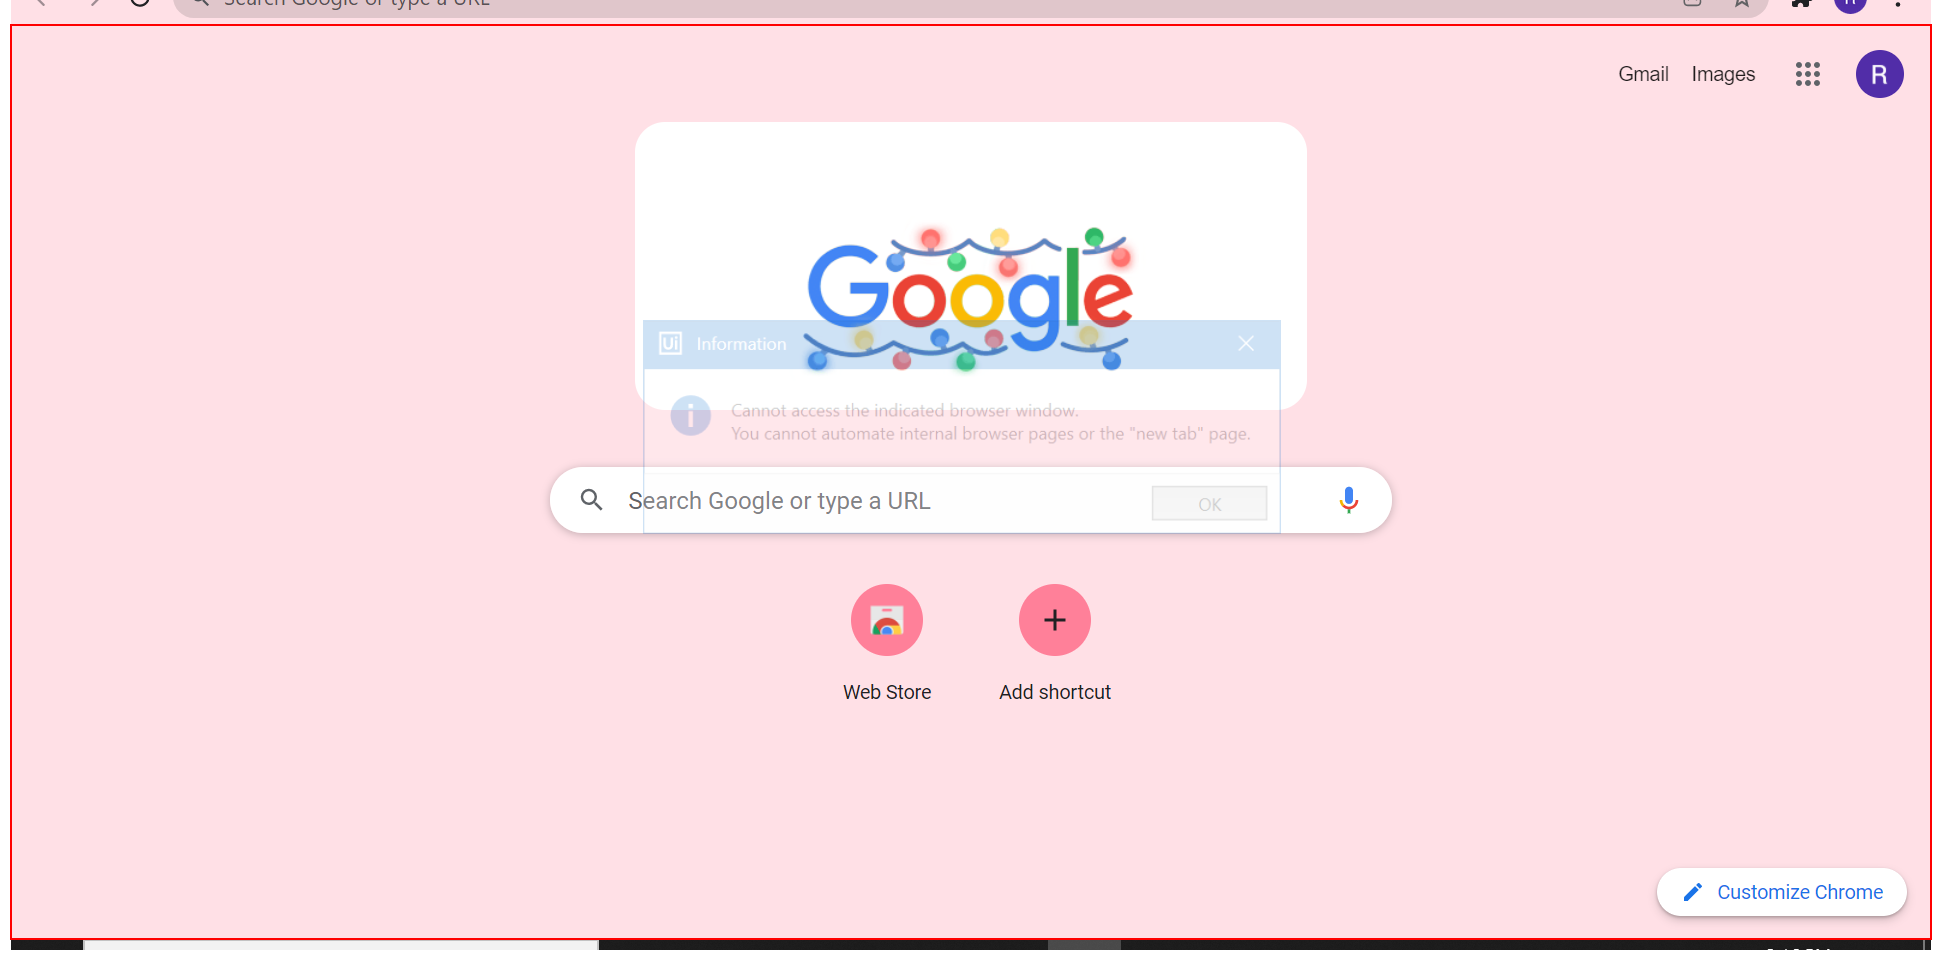 Search Google or type a URL
R
Gmail Images
R
Google
Ui Information
i
Cannot access the indicated browser window.
You cannot automate internal browser pages or the "new tab" page.
Search Google or type a URL
OK
Web Store
Add shortcut
Customize Chrome